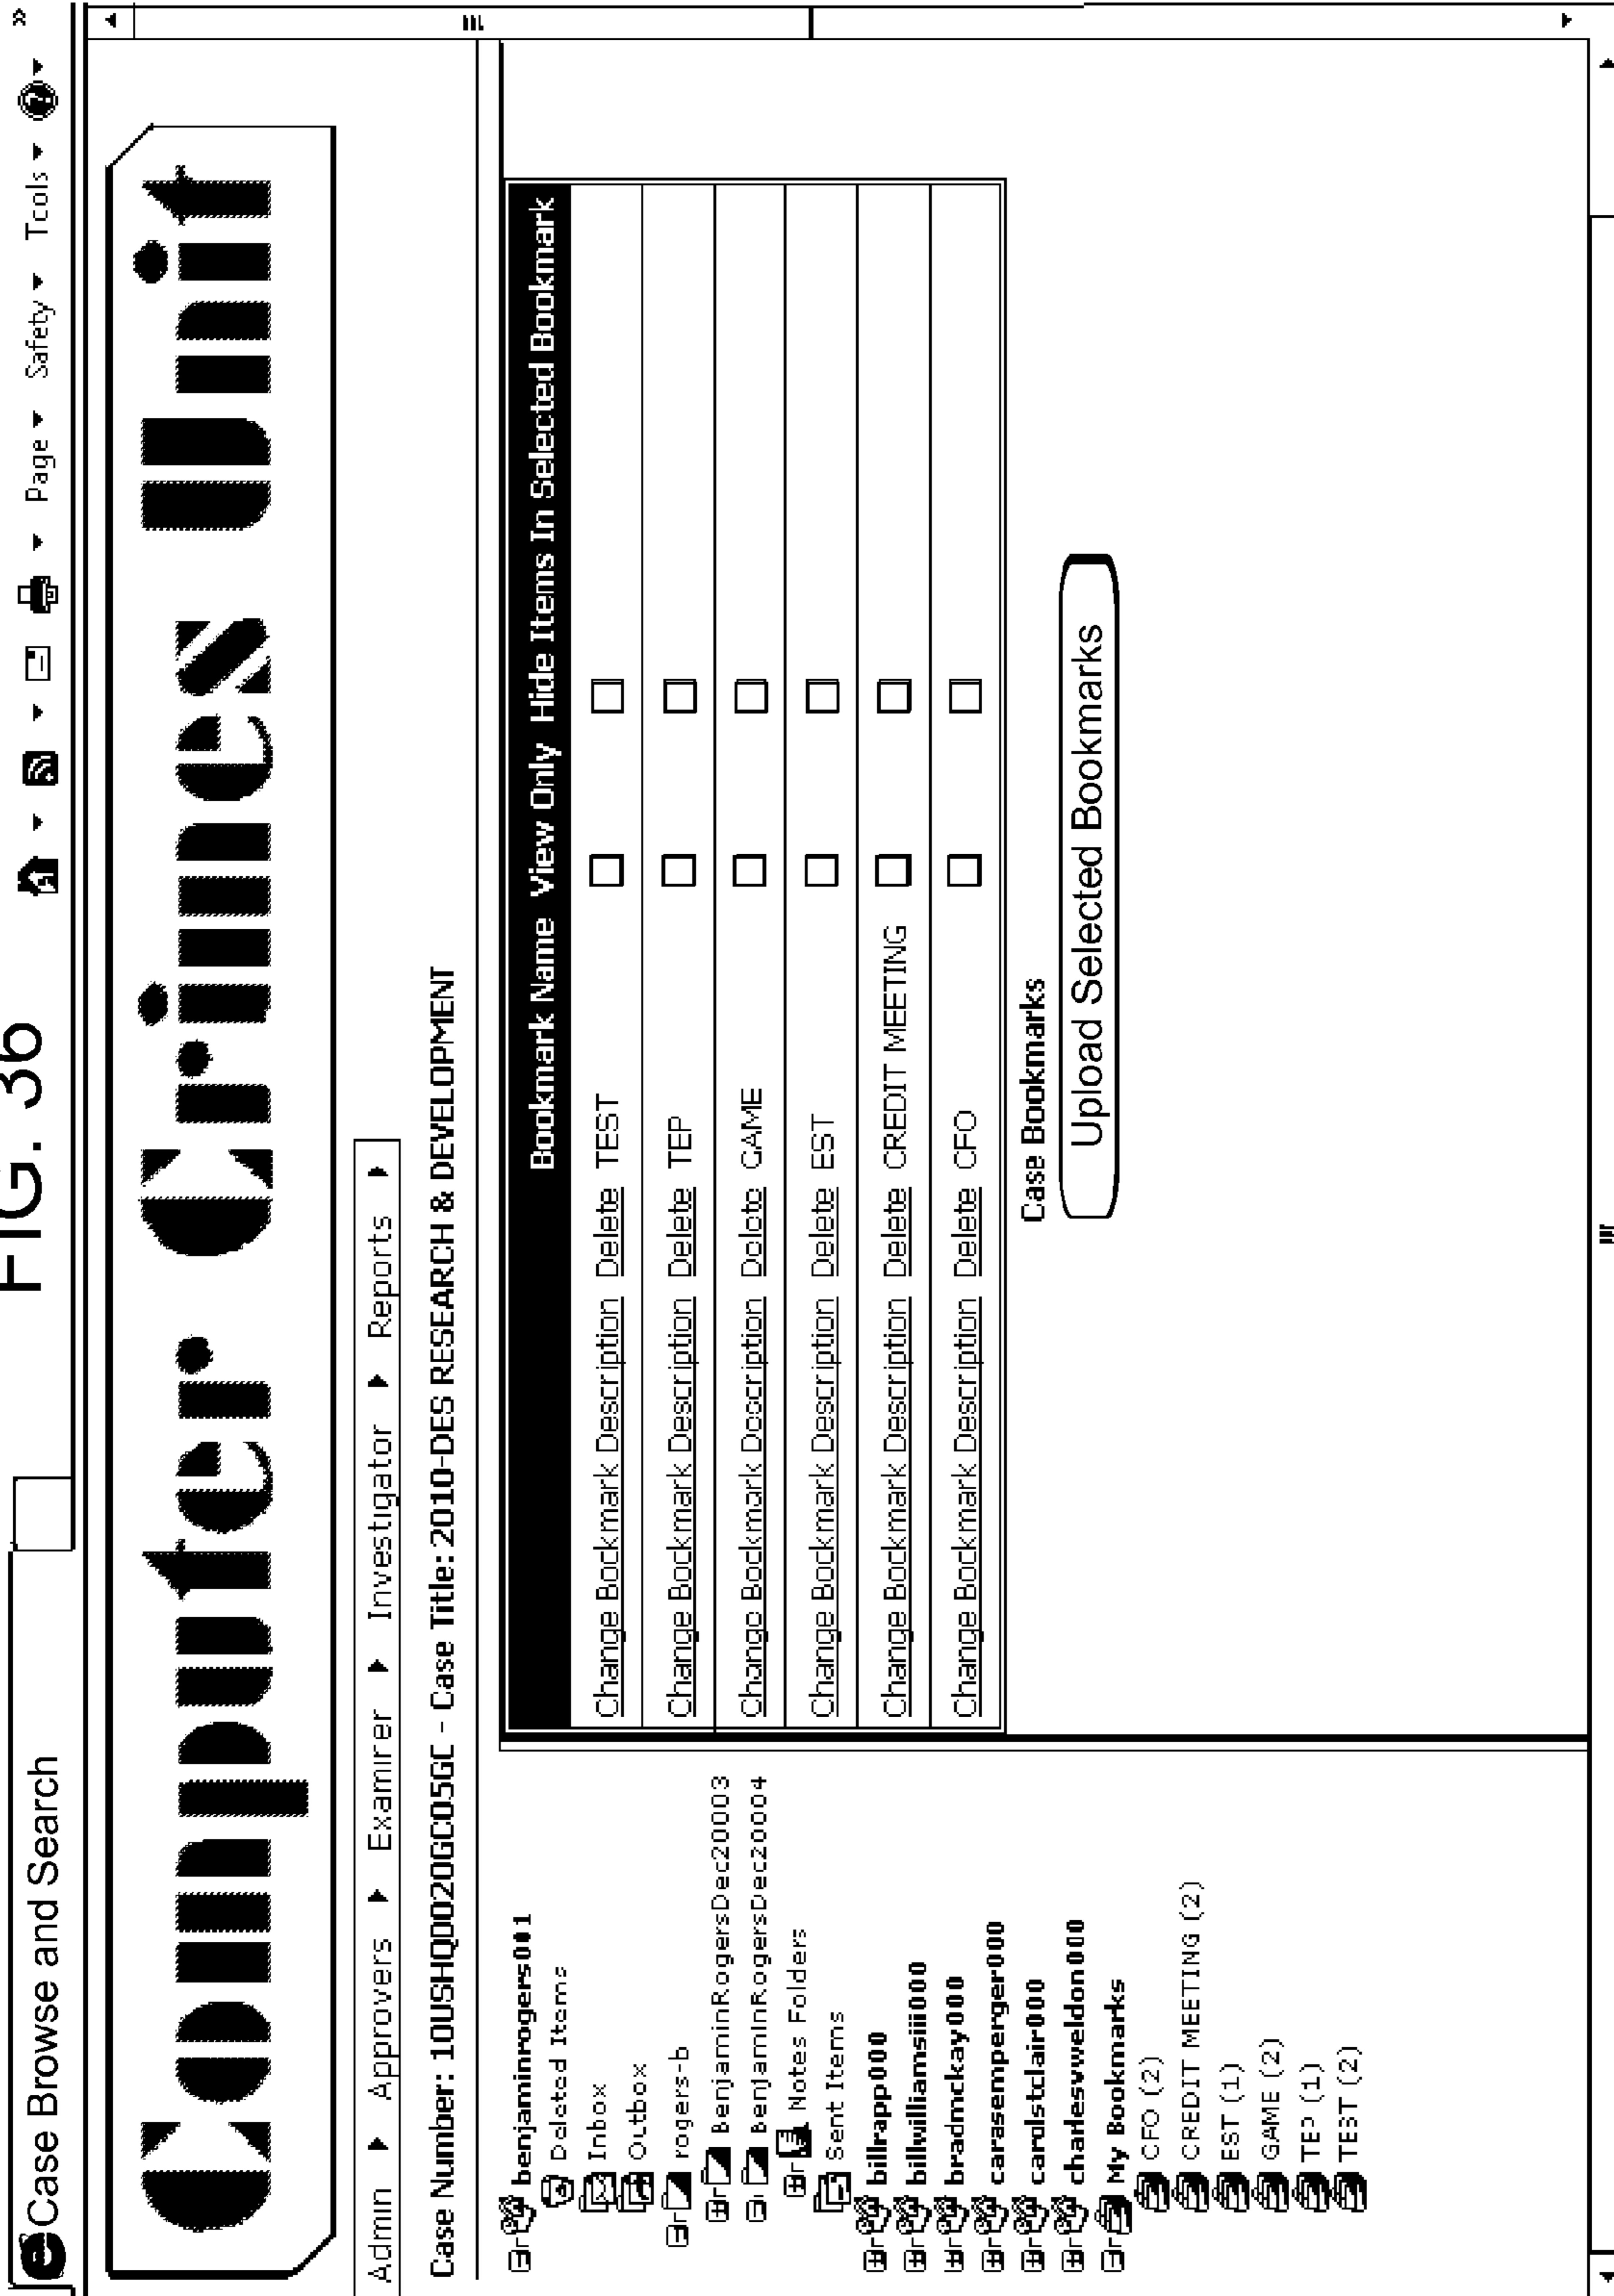 FIG. 36
Case Browse and Search
Page Safety Tools
Computer Crimes Unit
Admin Approvers Examirer Investigator Reports
Case Number: 10USHQ0020GC05GC - Case Title: 2010-DES RESEARCH & DEVELOPMENT
benjaminrogers001
Deleted Items
Inbox
Outbox
rogers-b
BenjaminRogersDec20003
BenjaminRogersDec20004
Notes Folders
Sent Items
billrapp000
billwilliamsiii000
bradmckay000
carasemperger000
carolstclair000
charlesweldon000
My Bookmarks
CFO (2)
CREDIT MEETING (2)
EST (1)
GAME (2)
TEP (1)
TEST (2)
Bookmark Name View Only Hide Items In Selected Bookmark
Change Bookmark Description Delete TEST
Change Bookmark Description Delete TEP
Change Bookmark Description Delete GAME
Change Bookmark Description Delete EST
Change Bookmark Description Delete CREDIT MEETING
Change Bookmark Description Delete CFO
Case Bookmarks
Upload Selected Bookmarks